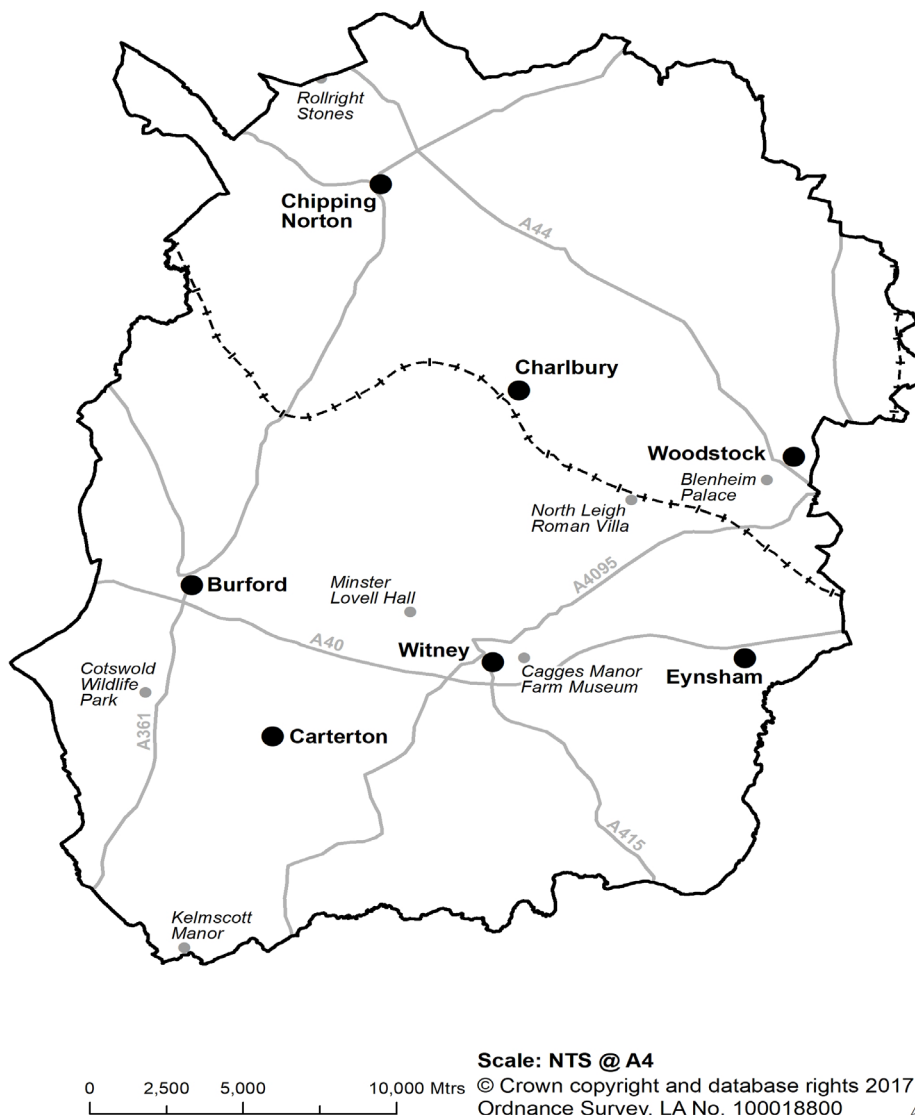 Rollright
Stones
Chipping
Norton
A44
Charlbury
Woodstock
Blenheim
Palace
North Leigh
Roman Villa
A4095
Burford
Minster
Lovell Hall
A40
Witney
Cagges Manor
Farm Museum
Eynsham
Cotswold
Wildlife
Park
A361
Carterton
A415
Kelmscott
Manor
Scale: NTS @ A4
0 2,500 5,000 10,000 Mtrs
© Crown copyright and database rights 2017
Ordnance Survey, LA No. 100018800